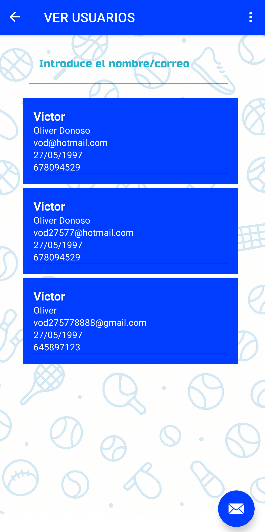 VER USUARIOS
Introduce el nombre/correo
Victor
Oliver Donoso
vod@hotmail.com
27/05/1997
678094529
Victor
Oliver Donoso
vod27577@hotmail.com
27/05/1997
678094529
Victor
Oliver
vod275778888@gmail.com
27/05/1997
645897123